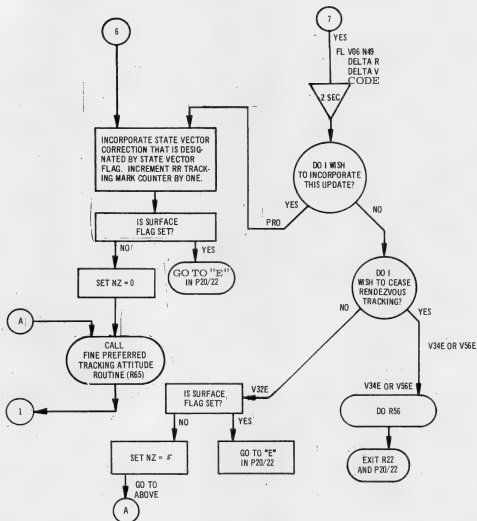 6
7
YES
FL V06 N49
DELTA R
DELTA V
CODE
2 SEC
INCORPORATE STATE VECTOR
CORRECTION THAT IS DESIG-
NATED BY STATE VECTOR
FLAG. INCREMENT RR TRACK-
ING MARK COUNTER BY ONE.
DO I WISH
TO INCORPORATE
THIS UPDATE?
YES
PRO
NO
IS SURFACE
FLAG SET?
NO
YES
GO TO "E"
IN P20/22
SET NZ = 0
DO I
WISH TO CEASE
RENDEZVOUS
TRACKING?
NO
YES
V34E OR V56E
A
CALL
FINE PREFERRED
TRACKING ATTITUDE
ROUTINE (R65)
1
V32E
IS SURFACE
FLAG SET?
NO
YES
V34E OR V56E
DO R56
SET NZ = 5
GO TO "E"
IN P20/22
EXIT R22
AND P20/22
GO TO
ABOVE
A